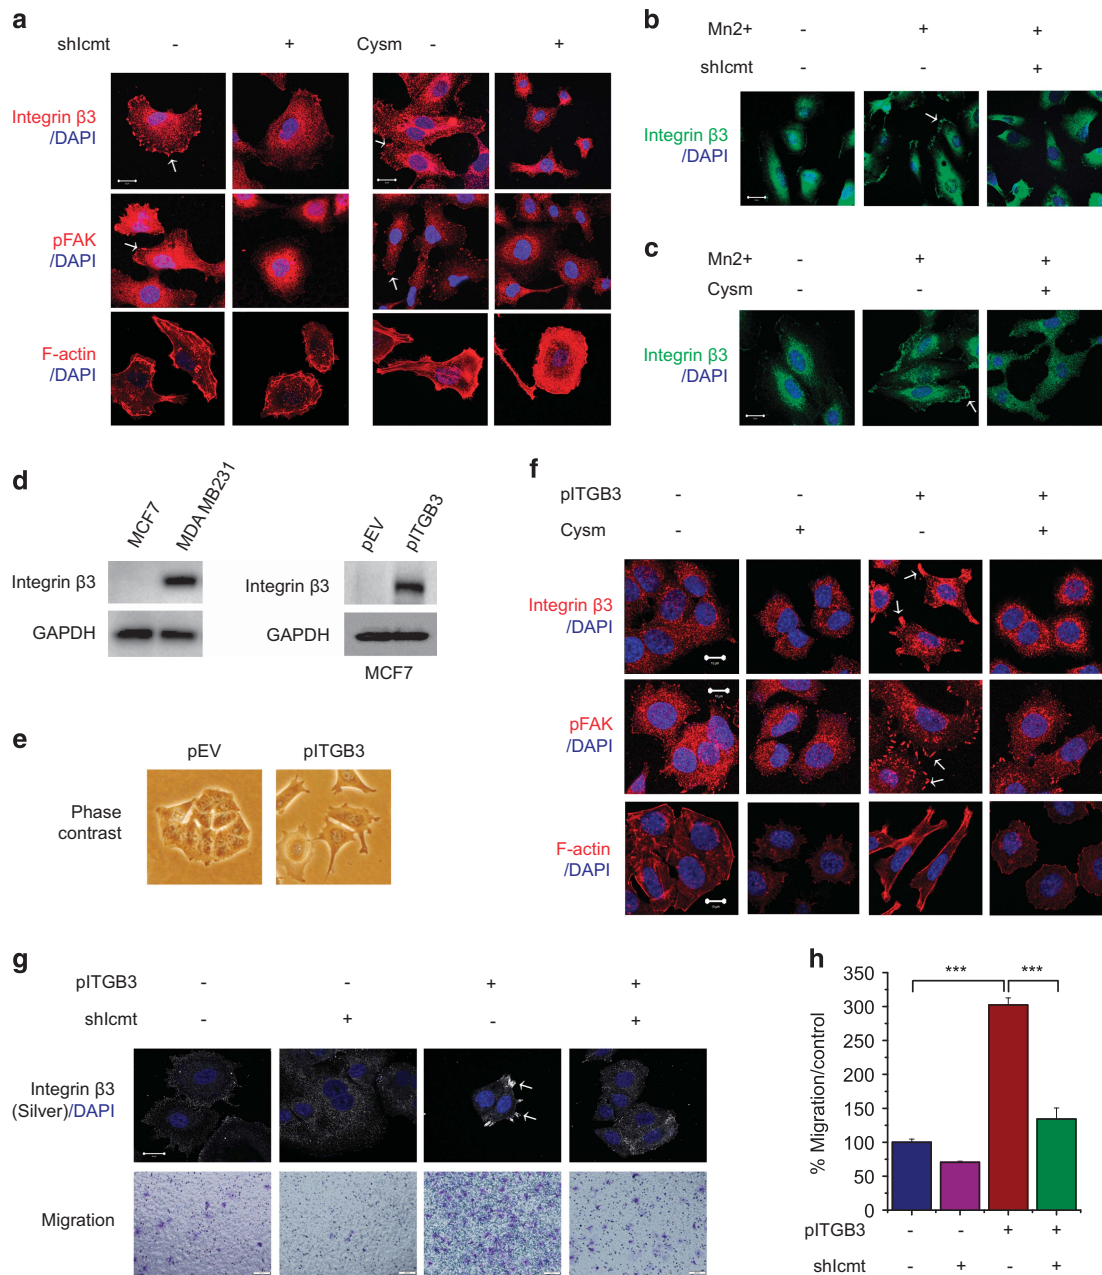 a
shIcmt - + Cysm - +
Integrin β3
/DAPI
pFAK
/DAPI
F-actin
/DAPI
b
Mn2+ - + +
shIcmt - - +
Integrin β3
/DAPI
c
Mn2+ - + +
Cysm - - +
Integrin β3
/DAPI
d
MCF7 MDA MB231
Integrin β3
GAPDH
pEV pITGB3
Integrin β3
GAPDH
MCF7
e
pEV pITGB3
Phase
contrast
f
pITGB3 - - + +
Cysm - + - +
Integrin β3
/DAPI
pFAK
/DAPI
F-actin
/DAPI
g
pITGB3 - - + +
shIcmt - + - +
Integrin β3
(Silver)/DAPI
Migration
h
% Migration/control
350
300
250
200
150
100
50
0
*** ***
pITGB3 - - + +
shIcmt - + - +